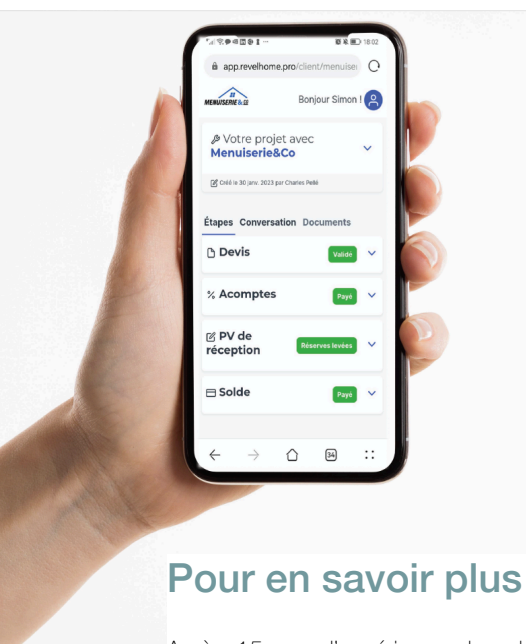 18:02
app.revelhome.pro/client/menuise
MENUISERIE&CO
Bonjour Simon !
Votre projet avec
Menuiserie&Co
Créé le 30 janv. 2023 par Charles Pellé
Étapes Conversation Documents
Devis
Validé
% Acomptes
Payé
PV de
réception
Réserves levées
Solde
Payé
34
Pour en savoir plus